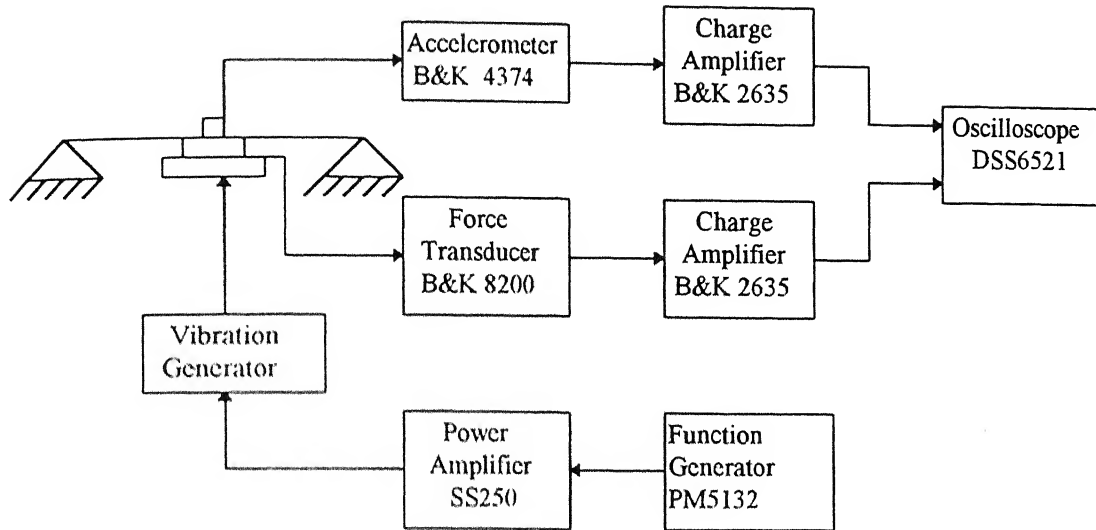 Accelerometer
B&K 4374
Charge
Amplifier
B&K 2635
Oscilloscope
DSS6521
Force
Transducer
B&K 8200
Charge
Amplifier
B&K 2635
Vibration
Generator
Power
Amplifier
SS250
Function
Generator
PM5132